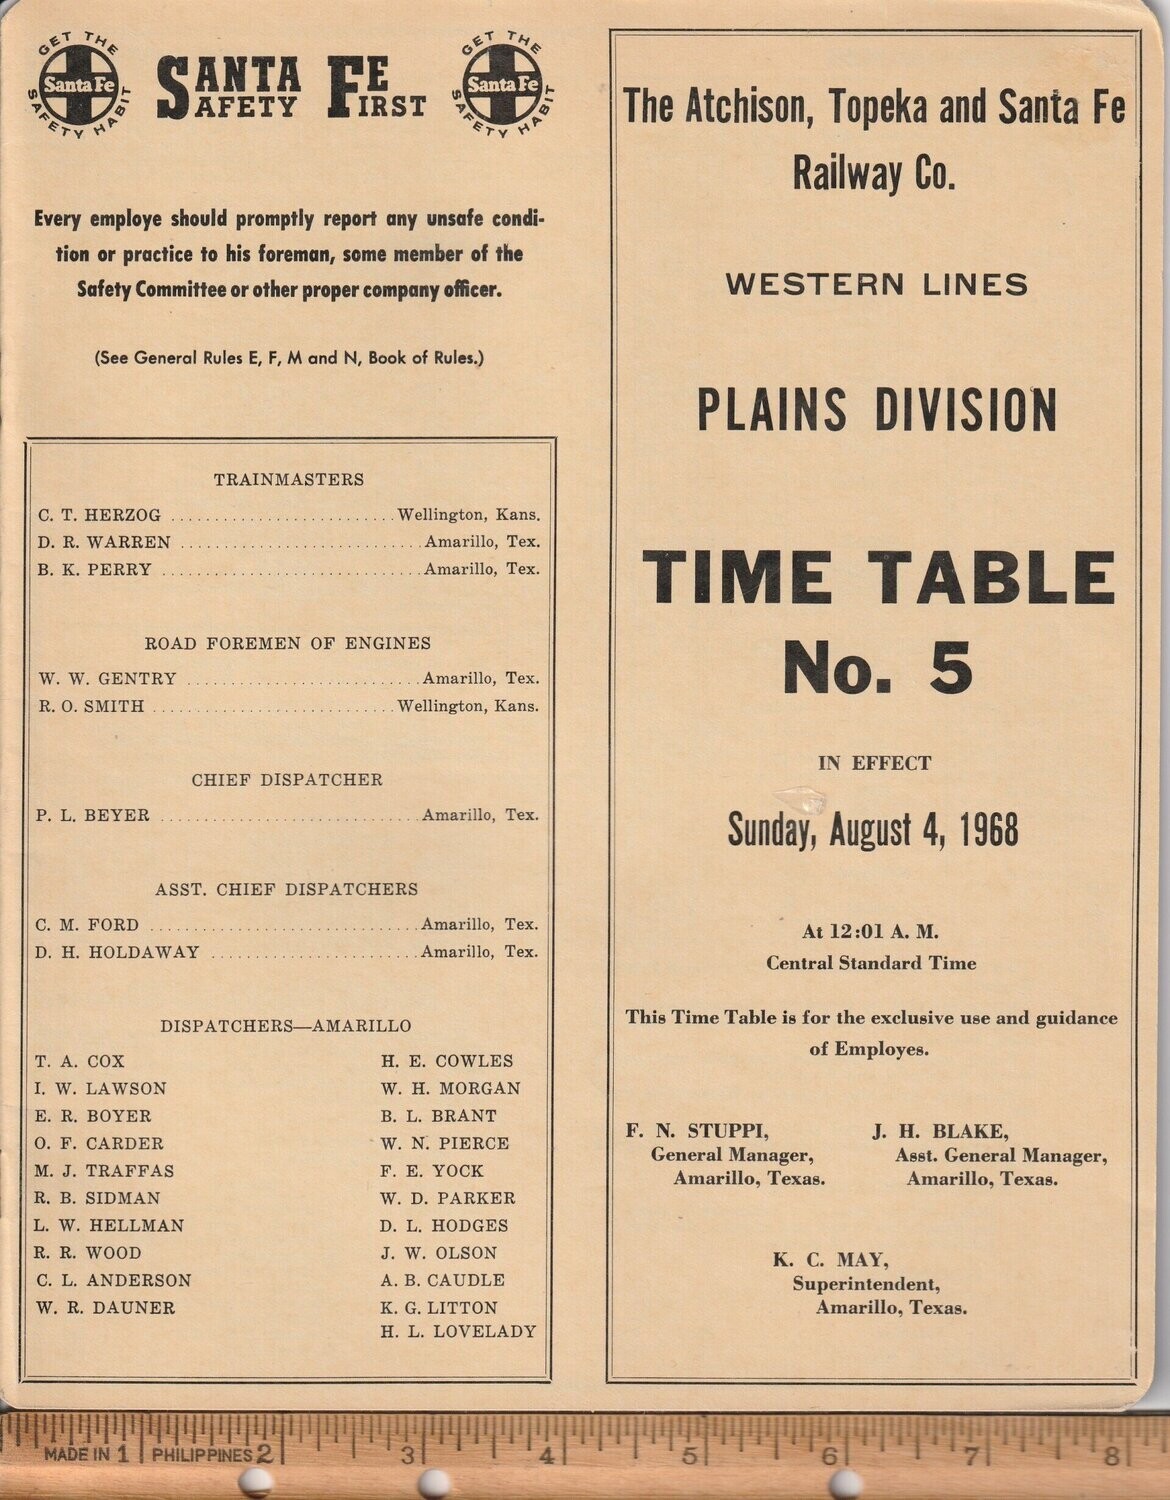 GET THE
Santa Fe
SAFETY HABIT
SANTA FE
SAFETY FIRST
GET THE
Santa Fe
SAFETY HABIT
Every employe should promptly report any unsafe condi-
tion or practice to his foreman, some member of the
Safety Committee or other proper company officer.
(See General Rules E, F, M and N, Book of Rules.)
TRAINMASTERS
C. T. HERZOG ......................... Wellington, Kans.
D. R. WARREN ........................... Amarillo, Tex.
B. K. PERRY ............................. Amarillo, Tex.
ROAD FOREMEN OF ENGINES
W. W. GENTRY .......................... Amarillo, Tex.
R. O. SMITH ........................... Wellington, Kans.
CHIEF DISPATCHER
P. L. BEYER ............................. Amarillo, Tex.
ASST. CHIEF DISPATCHERS
C. M. FORD .............................. Amarillo, Tex.
D. H. HOLDAWAY ....................... Amarillo, Tex.
DISPATCHERS—AMARILLO
T. A. COX H. E. COWLES
I. W. LAWSON W. H. MORGAN
E. R. BOYER B. L. BRANT
O. F. CARDER W. N. PIERCE
M. J. TRAFFAS F. E. YOCK
R. B. SIDMAN W. D. PARKER
L. W. HELLMAN D. L. HODGES
R. R. WOOD J. W. OLSON
C. L. ANDERSON A. B. CAUDLE
W. R. DAUNER K. G. LITTON
H. L. LOVELADY
The Atchison, Topeka and Santa Fe
Railway Co.
WESTERN LINES
PLAINS DIVISION
TIME TABLE
No. 5
IN EFFECT
Sunday, August 4, 1968
At 12:01 A. M.
Central Standard Time
This Time Table is for the exclusive use and guidance
of Employes.
F. N. STUPPI,
General Manager,
Amarillo, Texas.
J. H. BLAKE,
Asst. General Manager,
Amarillo, Texas.
K. C. MAY,
Superintendent,
Amarillo, Texas.
MADE IN 1 PHILIPPINES 2 3 4 5 6 7 8